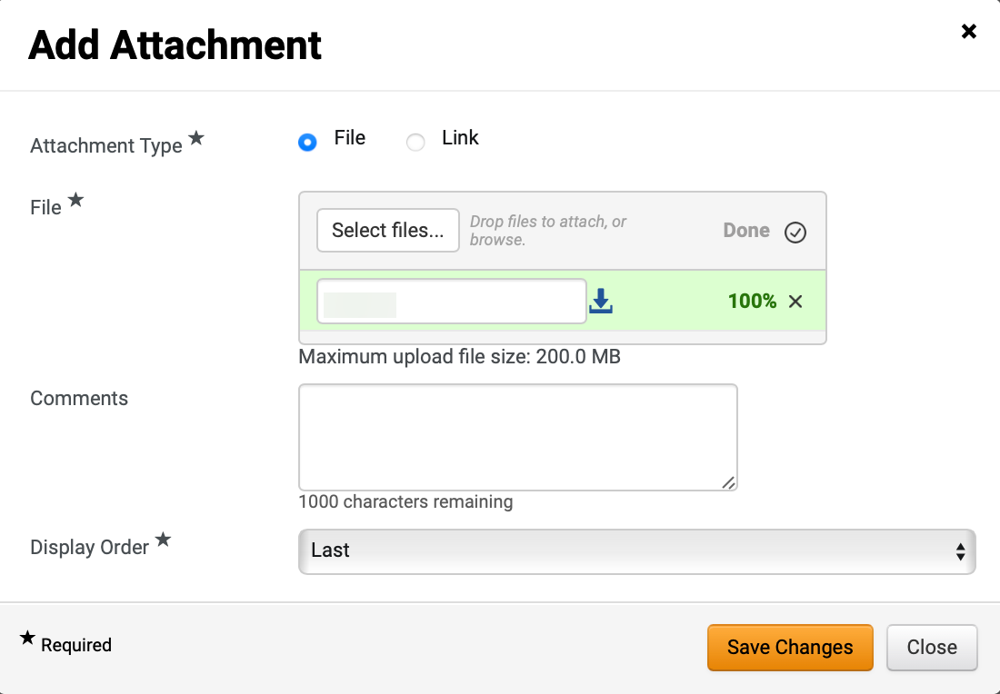 Add Attachment
Attachment Type ★ File Link
File ★
Select files... Drop files to attach, or
browse. Done
100%
Maximum upload file size: 200.0 MB
Comments
1000 characters remaining
Display Order ★ Last
★ Required Save Changes Close